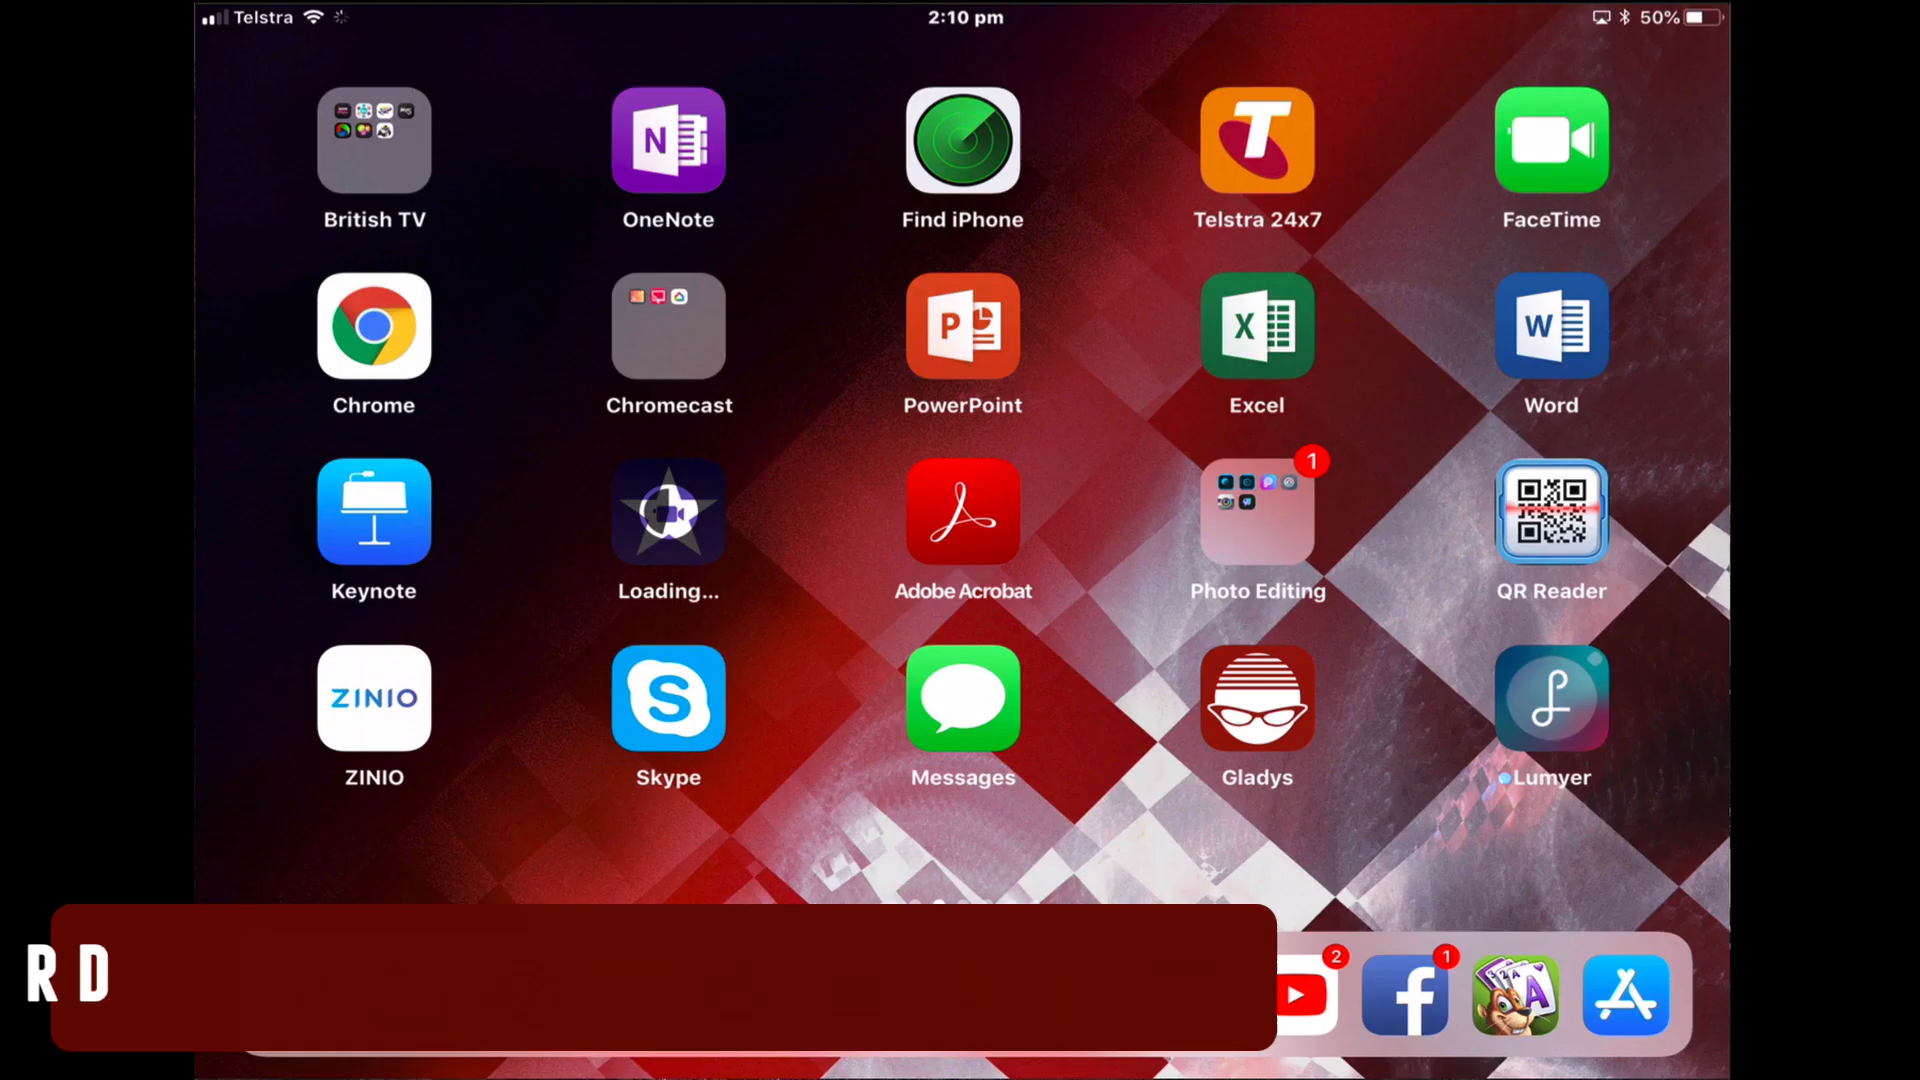 Telstra 2:10 pm 50%
British TV OneNote Find iPhone Telstra 24x7 FaceTime
Chrome Chromecast PowerPoint Excel Word
1
Keynote Loading... Adobe Acrobat Photo Editing QR Reader
ZINIO
ZINIO Skype Messages Gladys Lumyer
2 1
R D